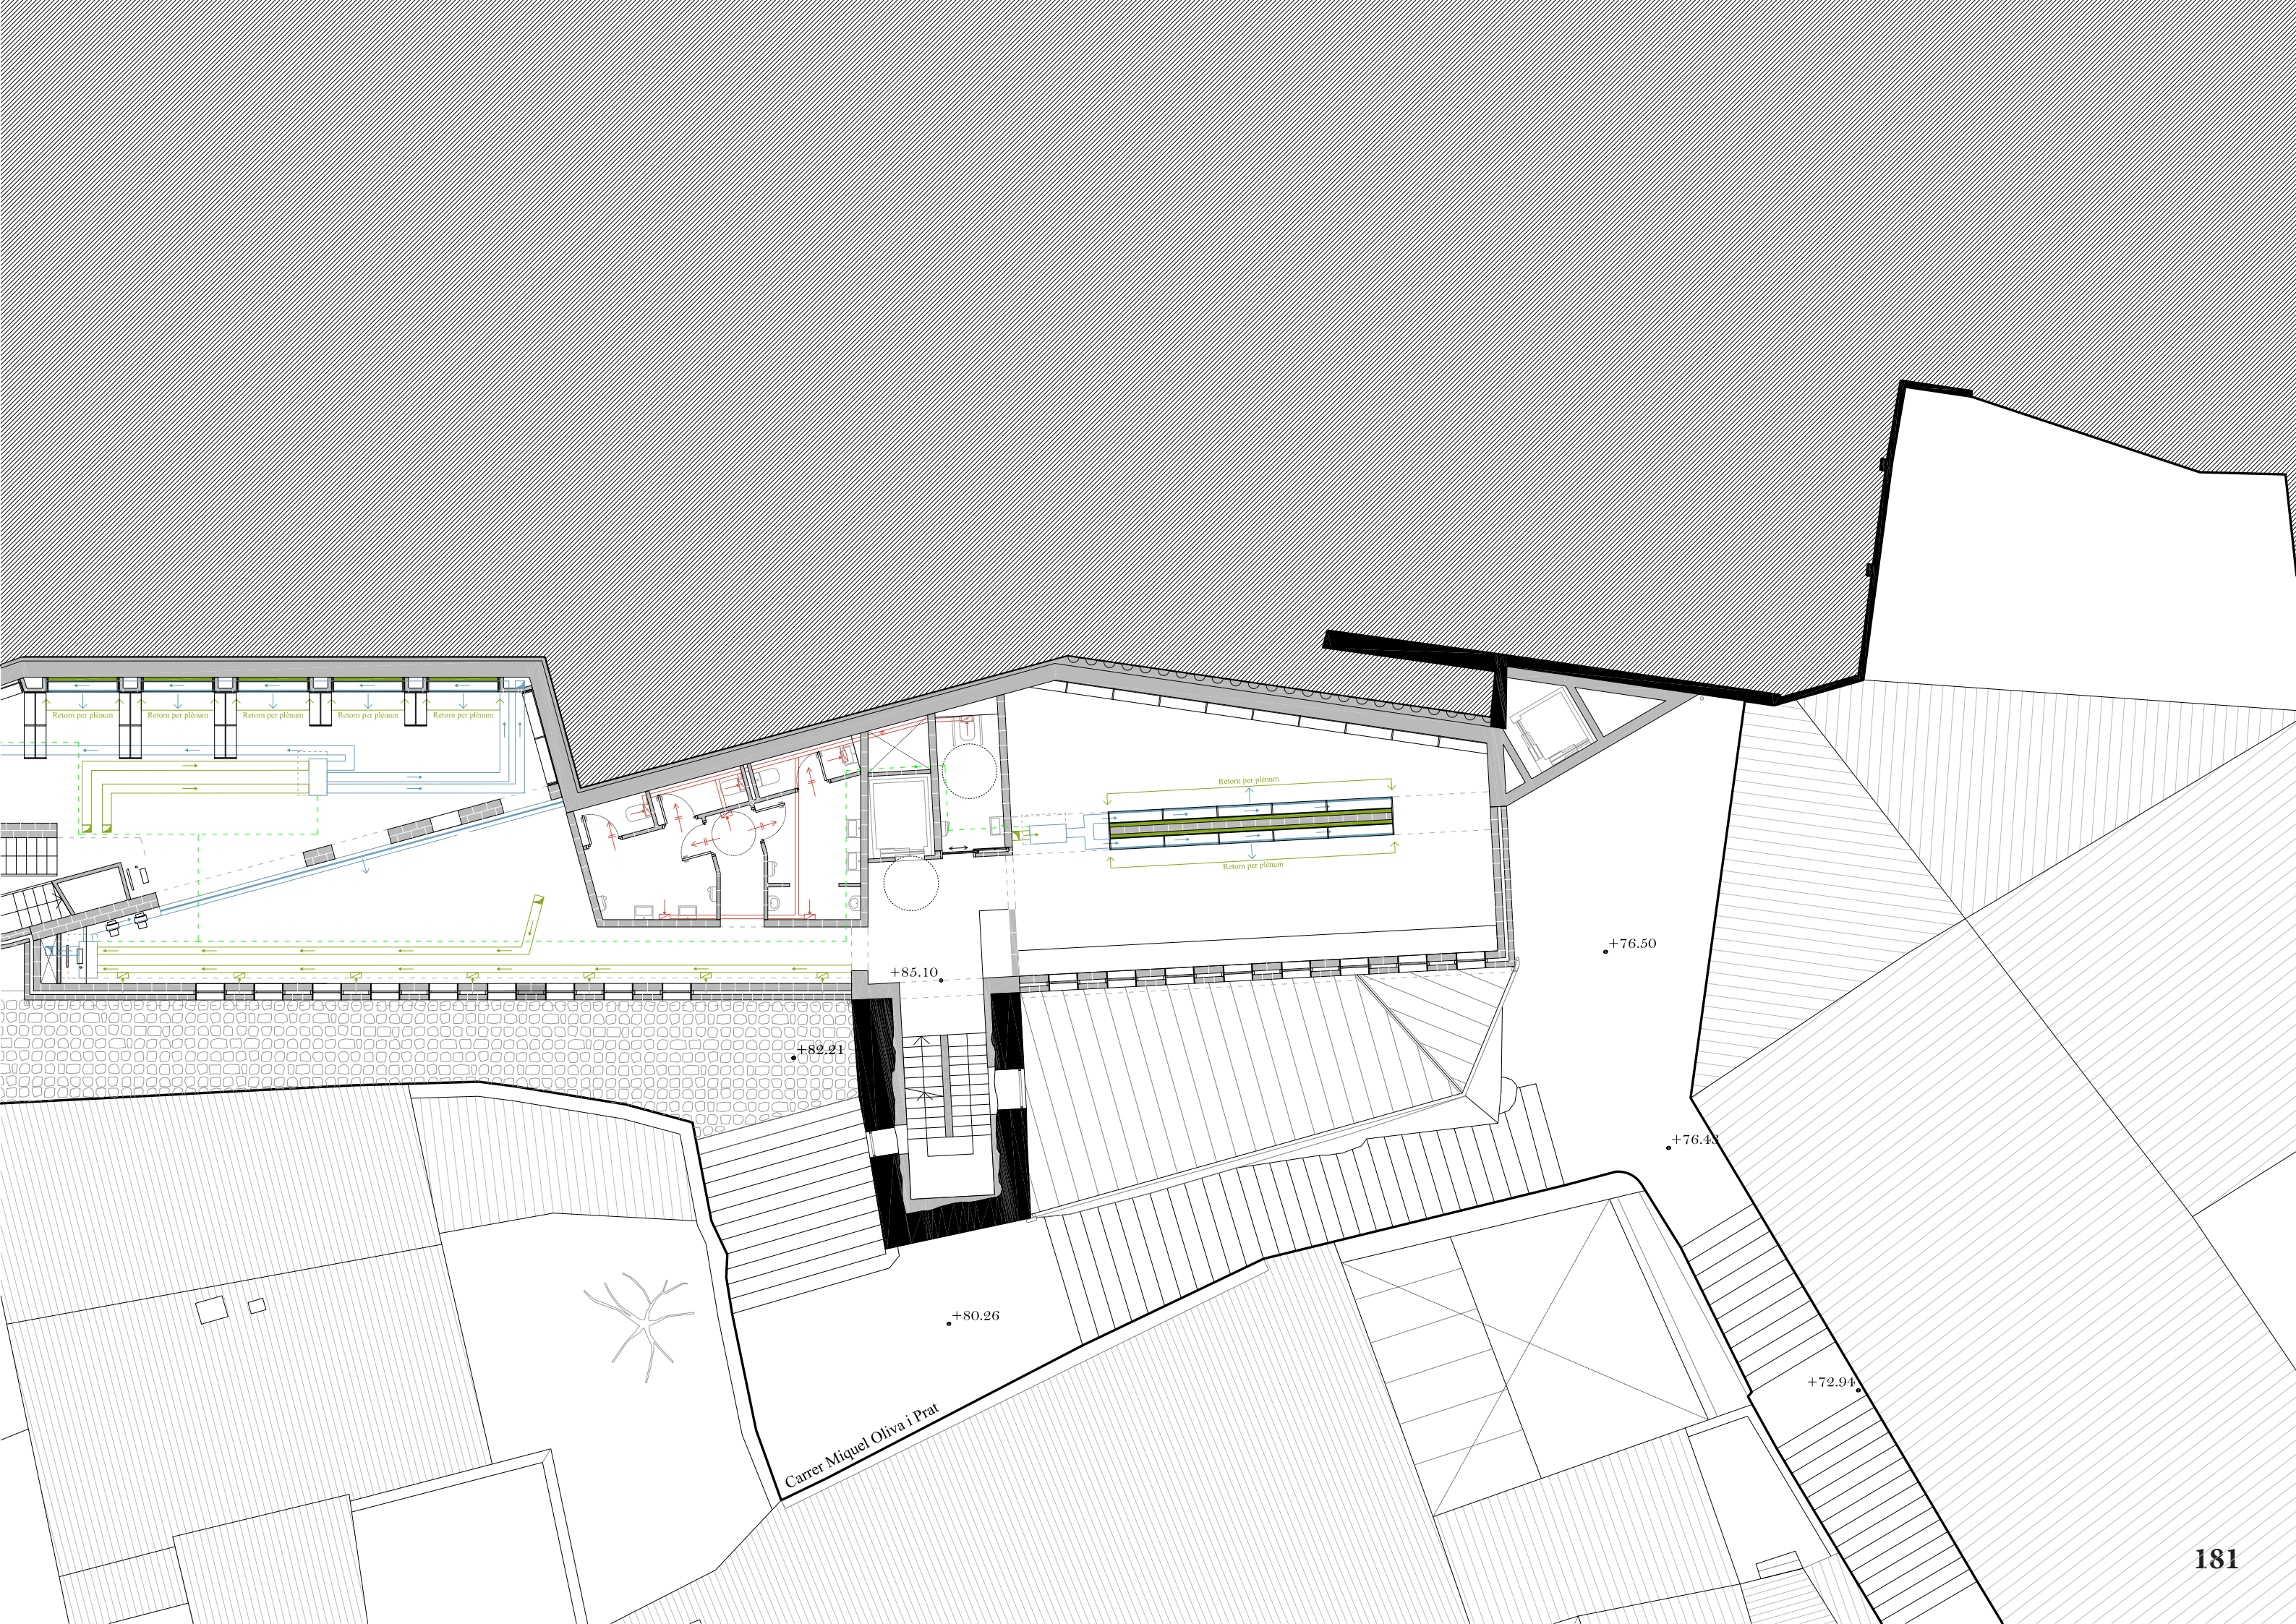 Retorn per plènum
Retorn per plènum
Retorn per plènum
Retorn per plènum
Retorn per plènum
Retorn per plènum
Retorn per plènum
+76.50
+85.10
+82.21
+76.43
+80.26
+72.94
Carrer Miquel Oliva i Prat
181